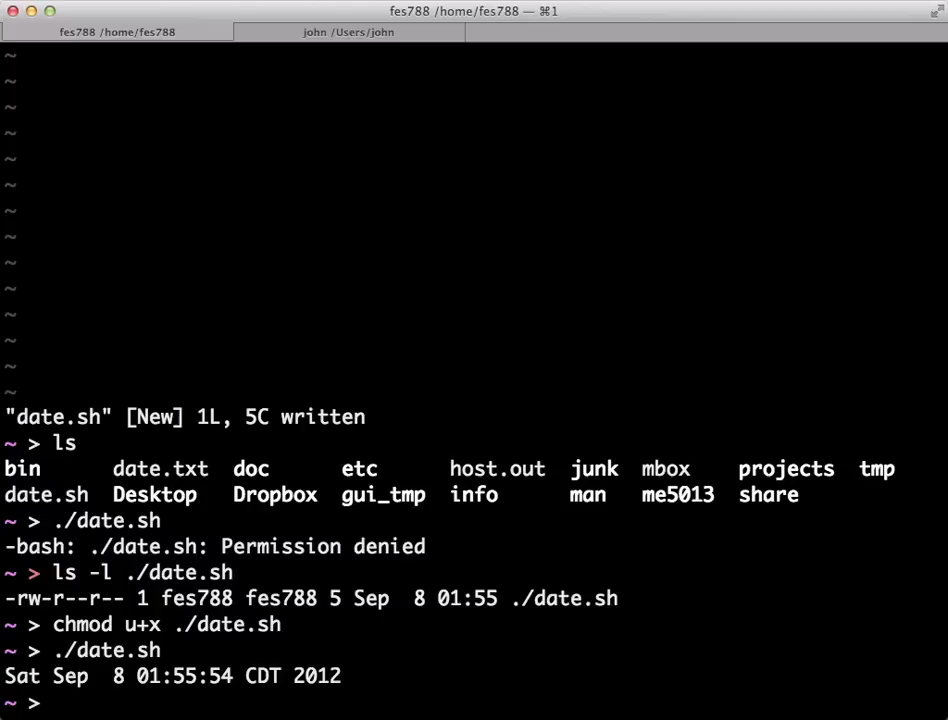 fes788 /home/fes788 — ⌘1
fes788 /home/fes788 john /Users/john
~
~
~
~
~
~
~
~
~
~
~
~
~
~
"date.sh" [New] 1L, 5C written
~ > ls
bin date.txt doc etc host.out junk mbox projects tmp
date.sh Desktop Dropbox gui_tmp info man me5013 share
~ > ./date.sh
-bash: ./date.sh: Permission denied
~ > ls -l ./date.sh
-rw-r--r-- 1 fes788 fes788 5 Sep  8 01:55 ./date.sh
~ > chmod u+x ./date.sh
~ > ./date.sh
Sat Sep  8 01:55:54 CDT 2012
~ >